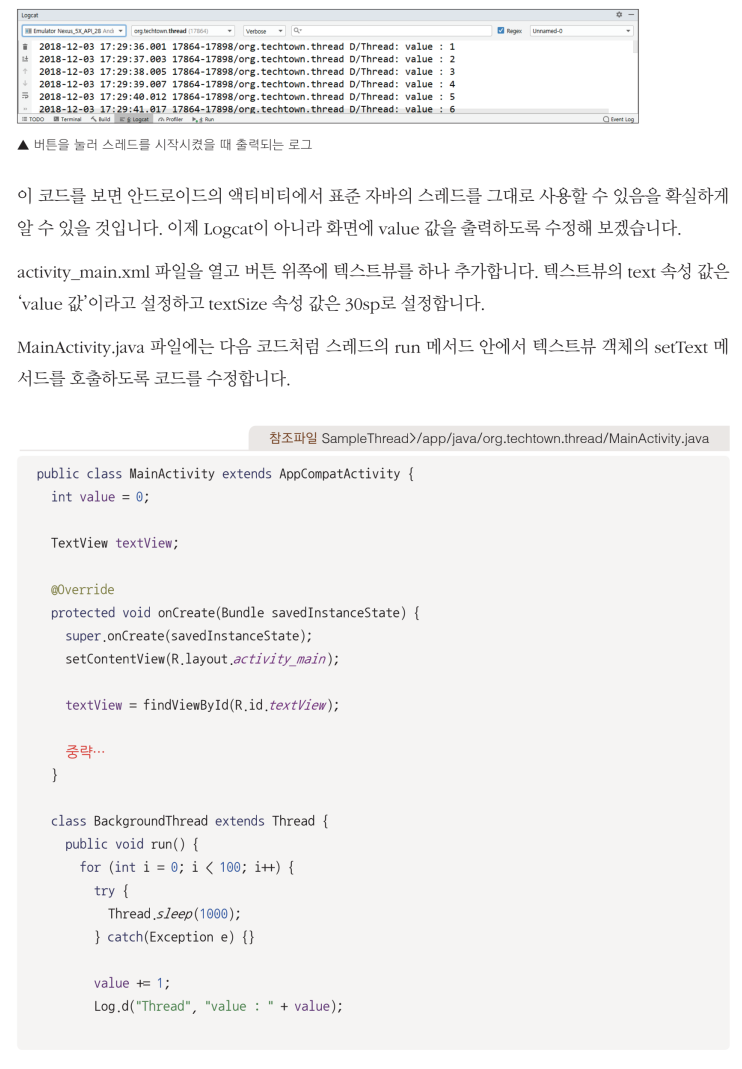 Logcat
Emulator Nexus_5X_API_28 Andr
org.techtown.thread (17864)
Verbose
Regex
Unnamed-0
2018-12-03 17:29:36.001 17864-17898/org.techtown.thread D/Thread: value : 1
2018-12-03 17:29:37.003 17864-17898/org.techtown.thread D/Thread: value : 2
2018-12-03 17:29:38.005 17864-17898/org.techtown.thread D/Thread: value : 3
2018-12-03 17:29:39.007 17864-17898/org.techtown.thread D/Thread: value : 4
2018-12-03 17:29:40.012 17864-17898/org.techtown.thread D/Thread: value : 5
2018-12-03 17:29:41.017 17864-17898/org.techtown.thread D/Thread: value : 6
TODO Terminal Build 6: Logcat Profiler 4: Run Event Log
▲ 버튼을 눌러 스레드를 시작시켰을 때 출력되는 로그
이 코드를 보면 안드로이드의 액티비티에서 표준 자바의 스레드를 그대로 사용할 수 있음을 확실하게
알 수 있을 것입니다. 이제 Logcat이 아니라 화면에 value 값을 출력하도록 수정해 보겠습니다.
activity_main.xml 파일을 열고 버튼 위쪽에 텍스트뷰를 하나 추가합니다. 텍스트뷰의 text 속성 값은
‘value 값’이라고 설정하고 textSize 속성 값은 30sp로 설정합니다.
MainActivity.java 파일에는 다음 코드처럼 스레드의 run 메서드 안에서 텍스트뷰 객체의 setText 메
서드를 호출하도록 코드를 수정합니다.
참조파일 SampleThread>/app/java/org.techtown.thread/MainActivity.java
public class MainActivity extends AppCompatActivity {
int value = 0;
TextView textView;
@Override
protected void onCreate(Bundle savedInstanceState) {
super.onCreate(savedInstanceState);
setContentView(R.layout.activity_main);
textView = findViewById(R.id.textView);
중략…
}
class BackgroundThread extends Thread {
public void run() {
for (int i = 0; i < 100; i++) {
try {
Thread.sleep(1000);
} catch(Exception e) {}
value += 1;
Log.d("Thread", "value : " + value);